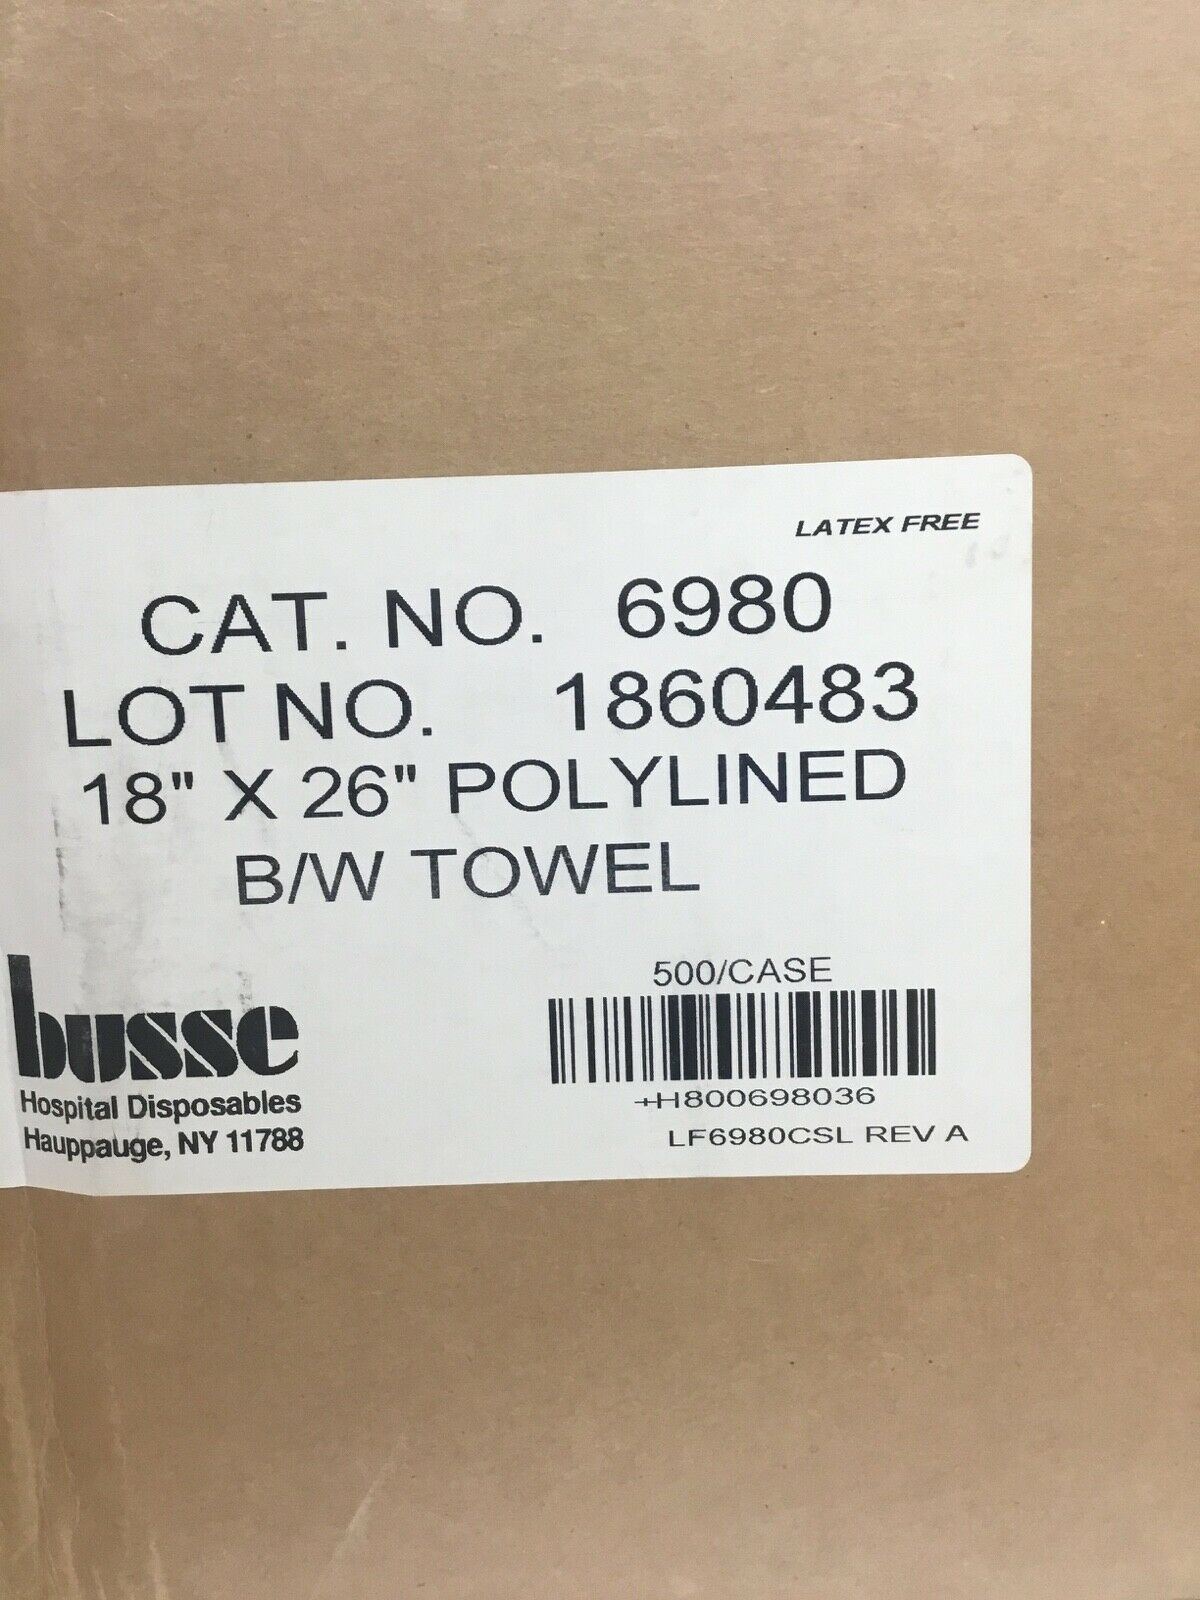 LATEX FREE
CAT. NO. 6980
LOT NO. 1860483
18" X 26" POLYLINED
B/W TOWEL
busse
Hospital Disposables
Hauppauge, NY 11788
500/CASE
+H800698036
LF6980CSL REV A